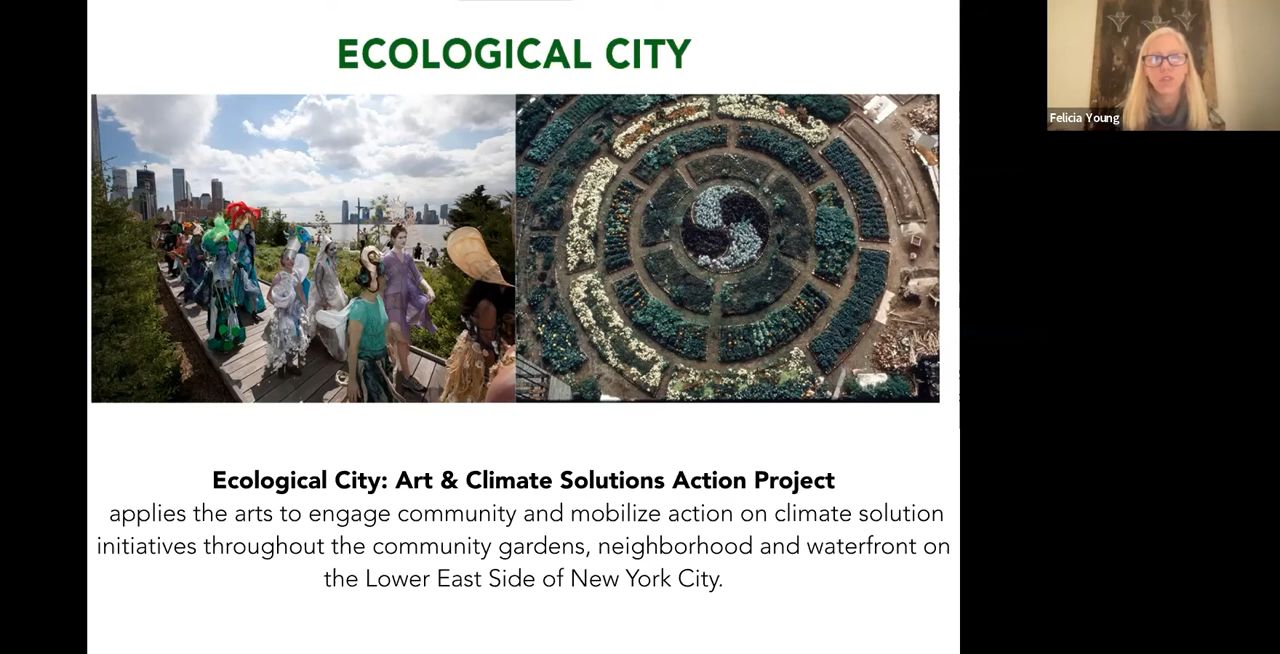 ECOLOGICAL CITY
Felicia Young
Ecological City: Art & Climate Solutions Action Project
applies the arts to engage community and mobilize action on climate solution
initiatives throughout the community gardens, neighborhood and waterfront on
the Lower East Side of New York City.